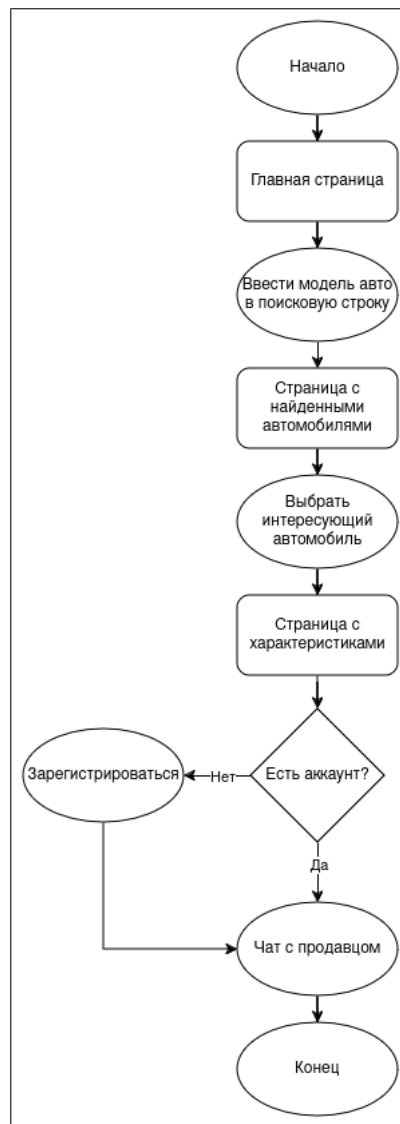 Начало
Главная страница
Ввести модель авто
в поисковую строку
Страница с
найденными
автомобилями
Выбрать
интересующий
автомобиль
Страница с
характеристиками
Есть аккаунт?
Нет
Зарегистрироваться
Да
Чат с продавцом
Конец